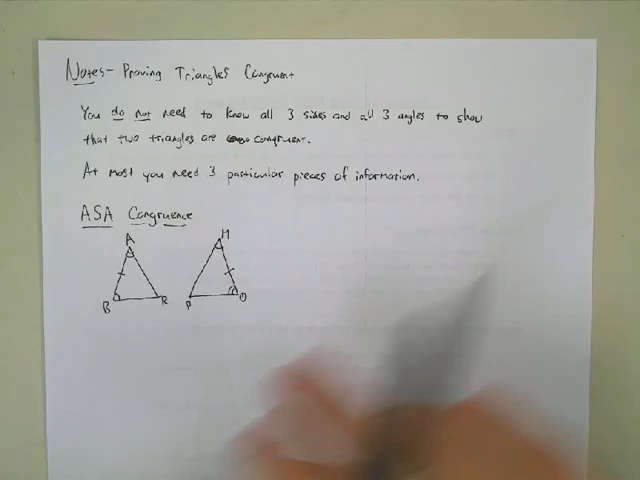 Notes- Proving Triangles Congruent
You do not need to know all 3 sides and all 3 angles to show
that two triangles are congruent.
At most you need 3 particular pieces of information.
ASA Congruence
A H
B R P O